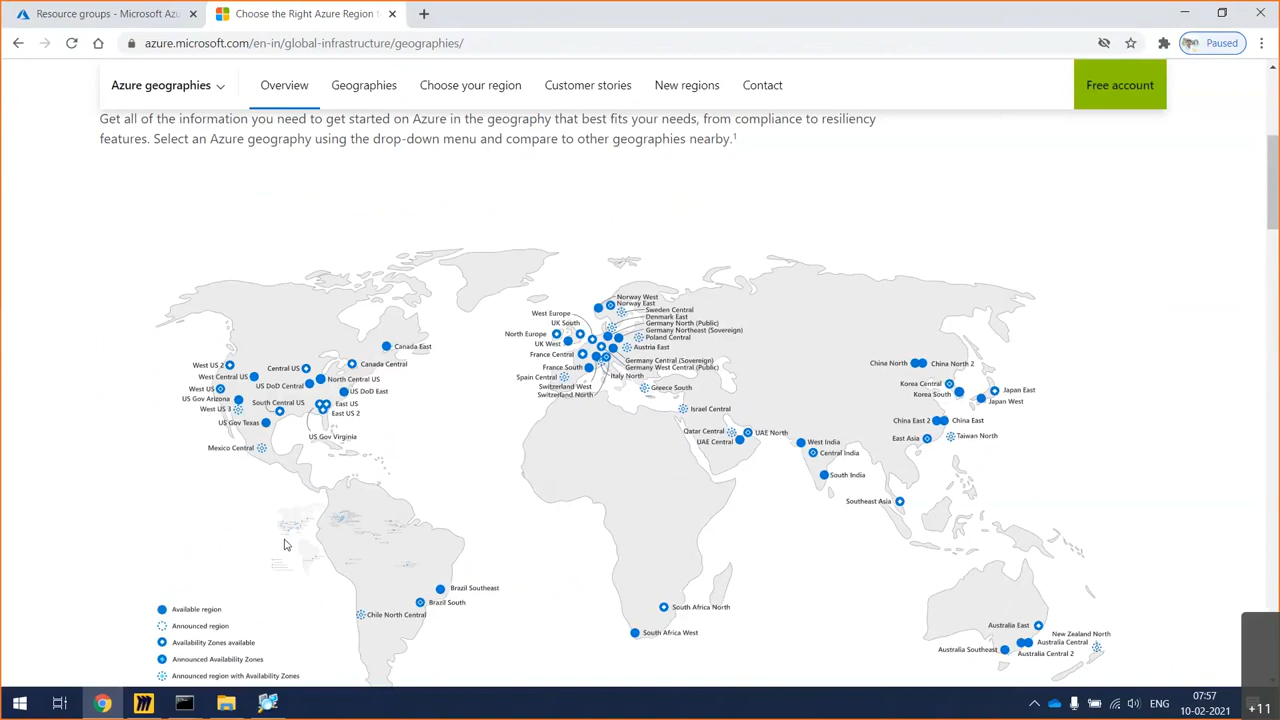 Resource groups - Microsoft Az
Choose the Right Azure Region
azure.microsoft.com/en-in/global-infrastructure/geographies/
Paused
Azure geographies
Overview
Geographies
Choose your region
Customer stories
New regions
Contact
Free account
Get all of the information you need to get started on Azure in the geography that best fits your needs, from compliance to resiliency
features. Select an Azure geography using the drop-down menu and compare to other geographies nearby.¹
Canada East
Canada Central
West US 2
Central US
West Central US
North Central US
US DoD Central
West US
US DoD East
US Gov Arizona
South Central US
East US
West US 3
East US 2
US Gov Texas
US Gov Virginia
Mexico Central
Norway West
Norway East
Sweden Central
West Europe
Denmark East
UK South
Germany North (Public)
Germany Northeast (Sovereign)
North Europe
Poland Central
UK West
Austria East
France Central
Germany Central (Sovereign)
Germany West Central (Public)
France South
Italy North
Spain Central
Switzerland West
Switzerland North
Greece South
Israel Central
Qatar Central
UAE North
UAE Central
West India
Central India
South India
China North
China North 2
Korea Central
Korea South
Japan East
Japan West
China East 2
China East
East Asia
Taiwan North
Southeast Asia
Brazil Southeast
Brazil South
Chile North Central
South Africa North
South Africa West
Australia East
New Zealand North
Australia Central
Australia Southeast
Australia Central 2
Available region
Announced region
Availability Zones available
Announced Availability Zones
Announced region with Availability Zones
ENG
07:57
10-02-2021
+11